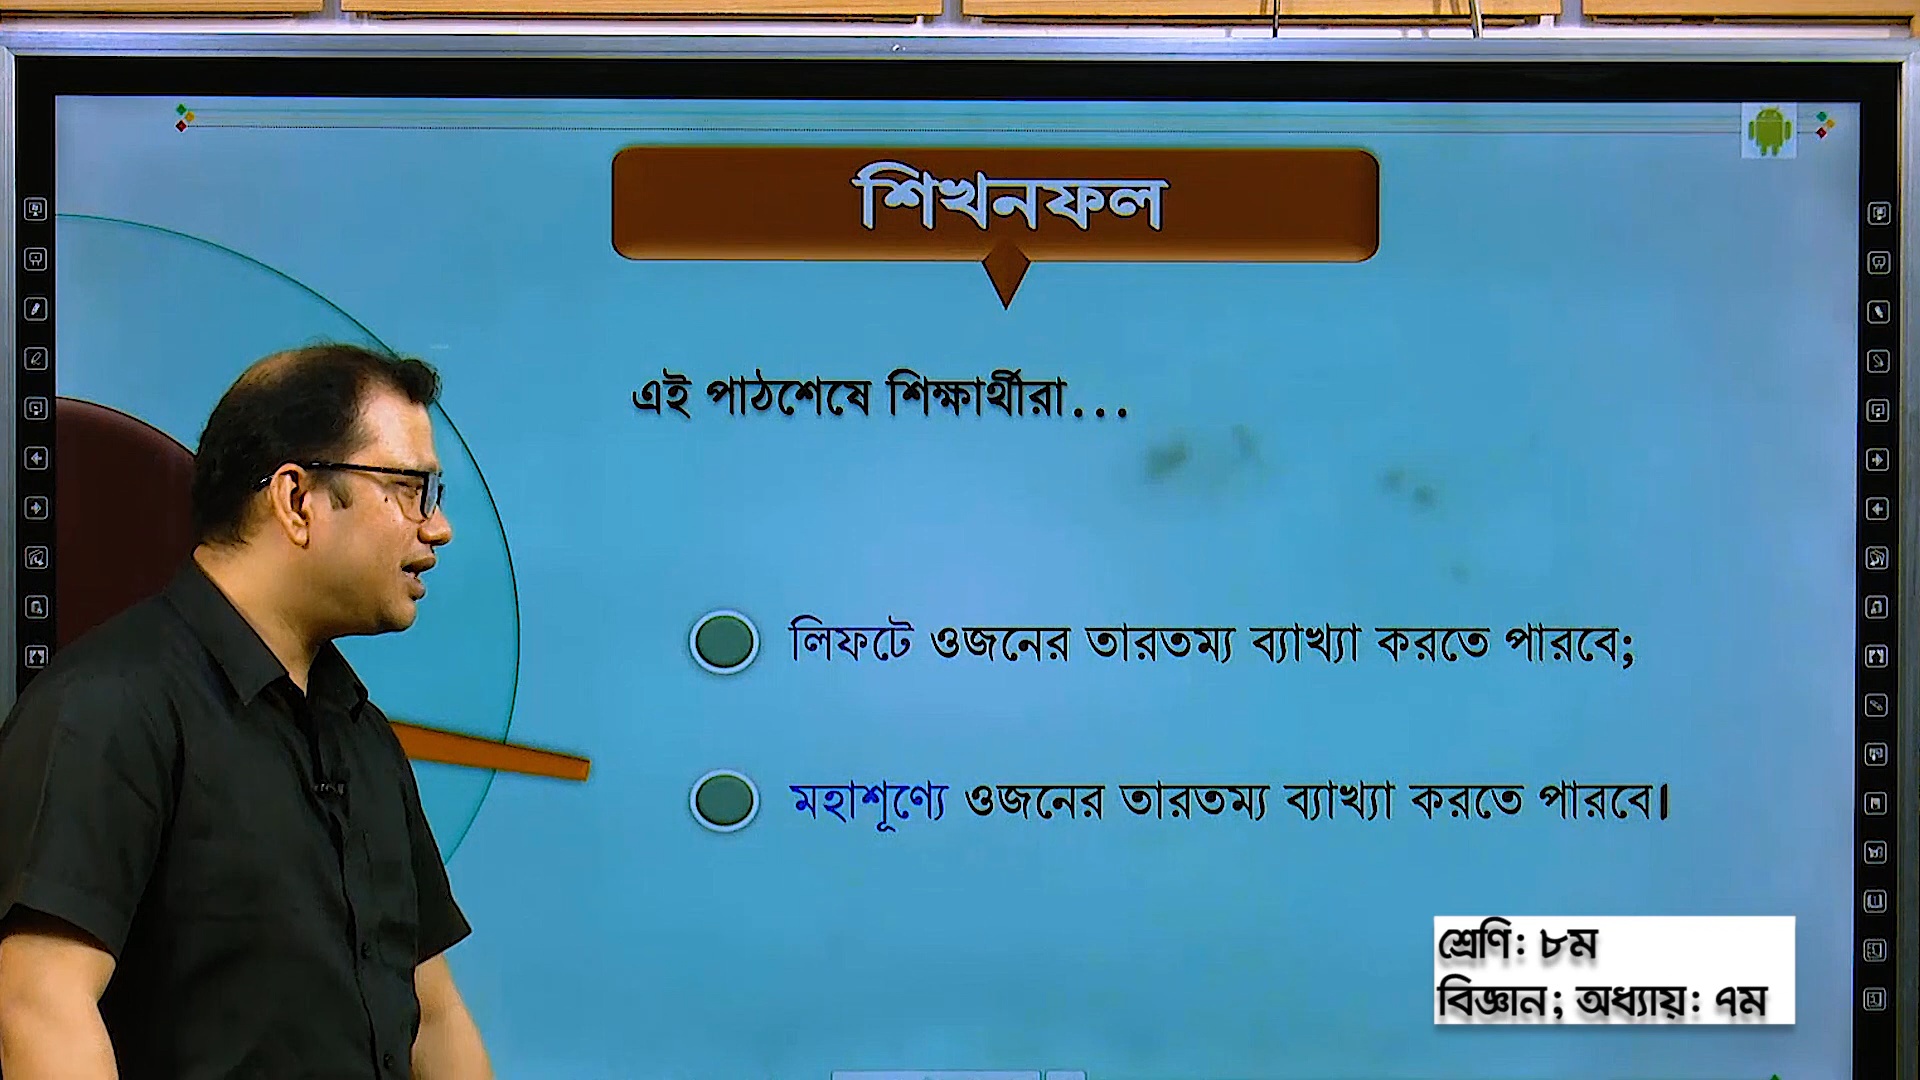 শিখনফল
এই পাঠশেষে শিক্ষার্থীরা...
লিফটে ওজনের তারতম্য ব্যাখ্যা করতে পারবে;
মহাশূণ্যে ওজনের তারতম্য ব্যাখ্যা করতে পারবে।
শ্রেণি: ৮ম
বিজ্ঞান; অধ্যায়: ৭ম